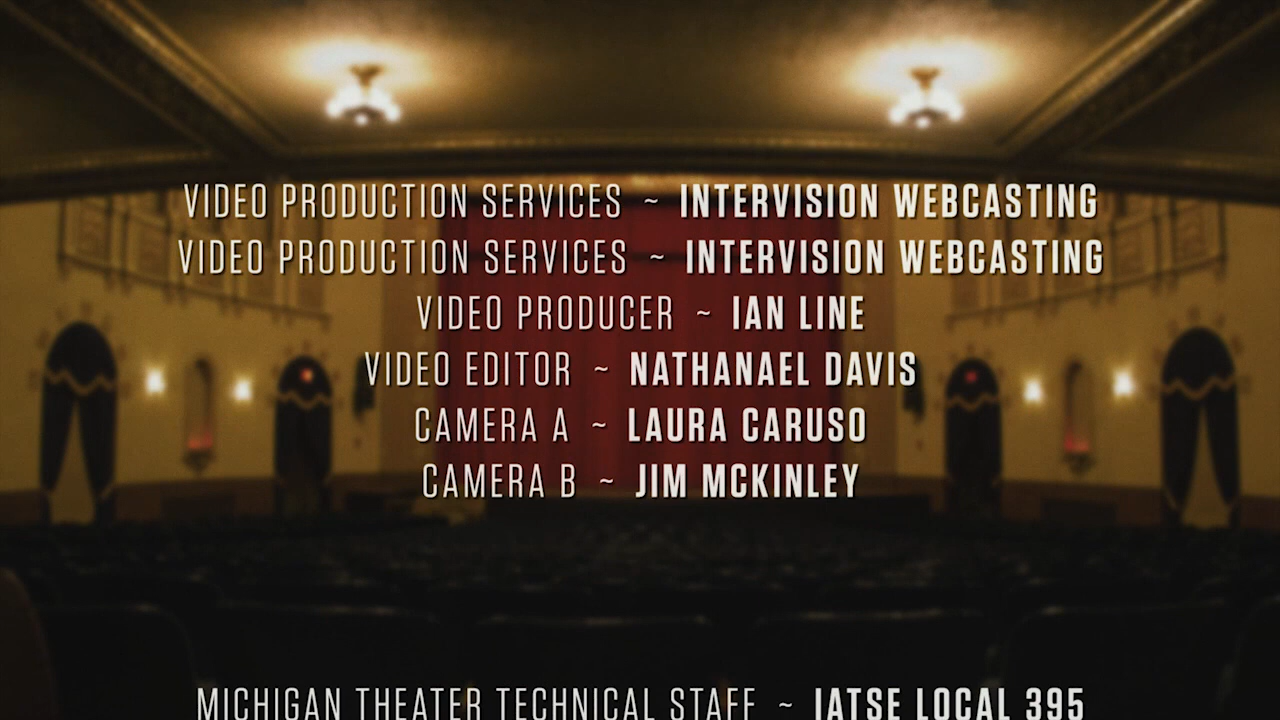 VIDEO PRODUCTION SERVICES ~ INTERVISION WEBCASTING
VIDEO PRODUCTION SERVICES ~ INTERVISION WEBCASTING
VIDEO PRODUCER ~ IAN LINE
VIDEO EDITOR ~ NATHANAEL DAVIS
CAMERA A ~ LAURA CARUSO
CAMERA B ~ JIM MCKINLEY
MICHIGAN THEATER TECHNICAL STAFF ~ IATSE LOCAL 395